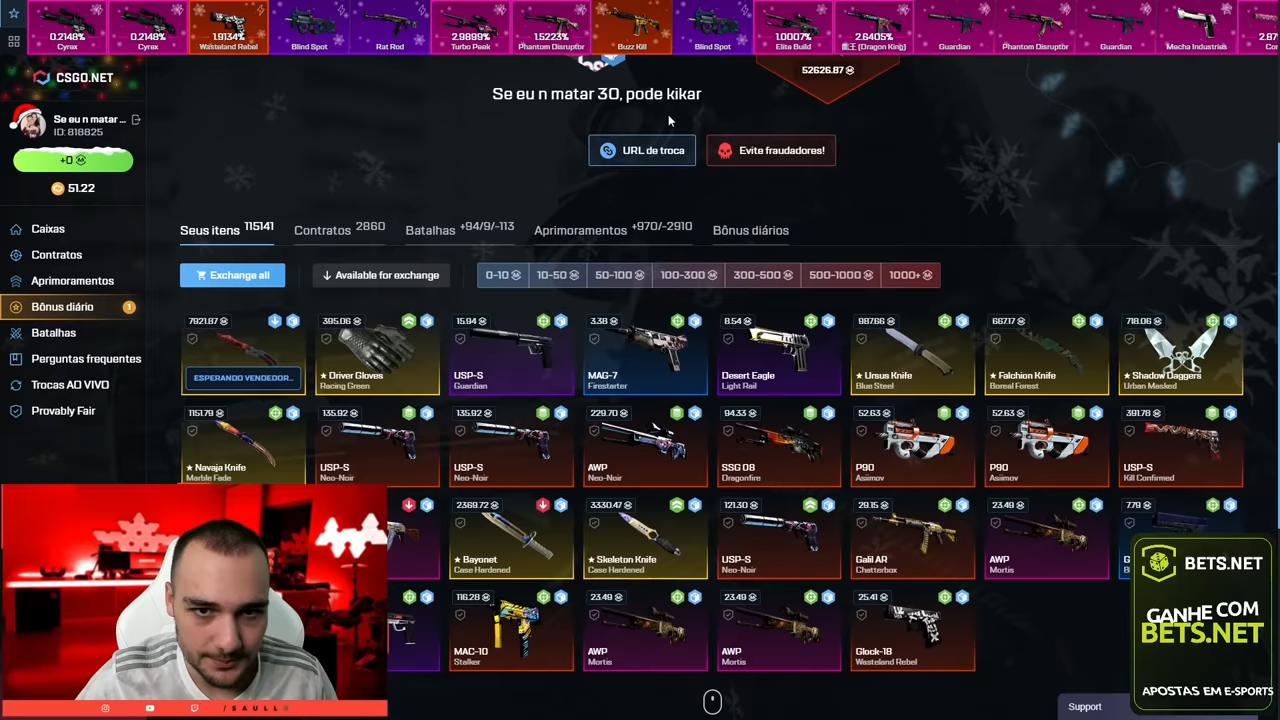 0.2148%
Cyrex
0.2148%
Cyrex
1.9134%
Wasteland Rebel
Blind Spot
Rat Rod
2.9899%
Turbo Peek
1.5223%
Phantom Disruptor
Buzz Kill
Blind Spot
1.0007%
Elite Build
2.6405%
龍王 (Dragon King)
Guardian
Phantom Disruptor
Guardian
Mecha Industries
CSGO.NET
Se eu n matar ...
ID: 818825
+0
51.22
Caixas
Contratos
Aprimoramentos
Bônus diário
1
Batalhas
Perguntas frequentes
Trocas AO VIVO
Provably Fair
52626.87
Se eu n matar 30, pode kikar
URL de troca
Evite fraudadores!
Seus itens 115141
Contratos 2860
Batalhas +94/9/-113
Aprimoramentos +970/-2910
Bônus diários
Exchange all
Available for exchange
0-10
10-50
50-100
100-300
300-500
500-1000
1000+
7921.87
ESPERANDO VENDEDOR...
395.06
★ Driver Gloves
Racing Green
15.94
USP-S
Guardian
3.38
MAG-7
Firestarter
8.54
Desert Eagle
Light Rail
987.66
★ Ursus Knife
Blue Steel
667.17
★ Falchion Knife
Boreal Forest
718.06
★ Shadow Daggers
Urban Masked
1151.79
★ Navaja Knife
Marble Fade
135.92
USP-S
Neo-Noir
135.92
USP-S
Neo-Noir
229.70
AWP
Neo-Noir
94.33
SSG 08
Dragonfire
52.63
P90
Asiimov
52.63
P90
Asiimov
391.78
USP-S
Kill Confirmed
2369.72
★ Bayonet
Case Hardened
3330.47
★ Skeleton Knife
Case Hardened
121.30
USP-S
Neo-Noir
29.15
Galil AR
Chatterbox
23.49
AWP
Mortis
779
116.28
MAC-10
Stalker
23.49
AWP
Mortis
23.49
AWP
Mortis
25.41
Glock-18
Wasteland Rebel
BETS.NET
GANHE COM
BETS.NET
APOSTAS EM E-SPORTS
Support